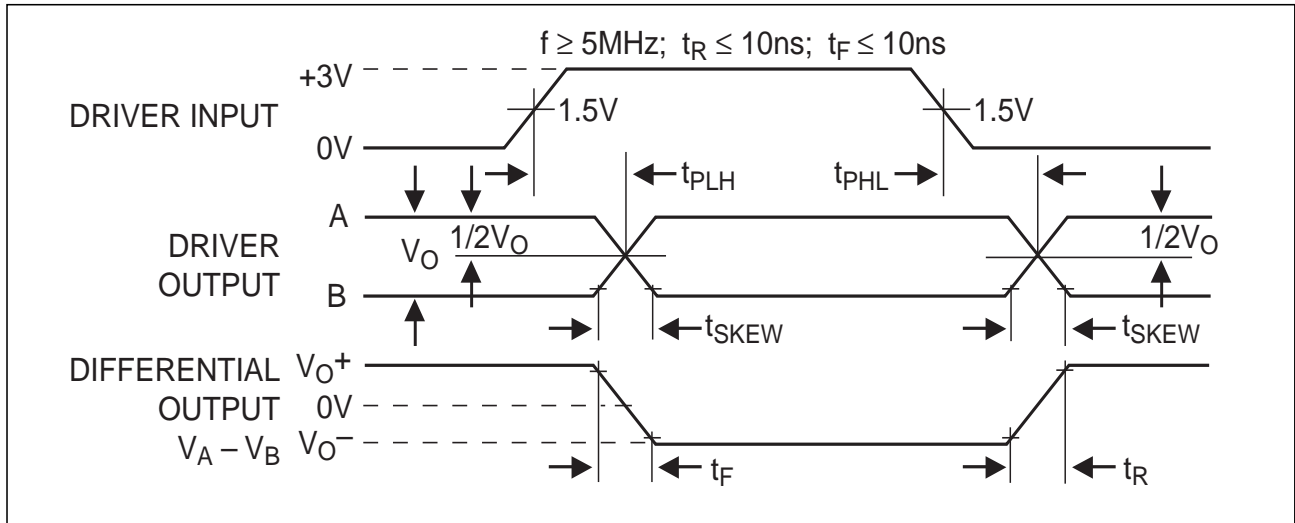 f ≥ 5MHz; tR ≤ 10ns; tF ≤ 10ns
+3V
DRIVER INPUT
1.5V
1.5V
0V
tPLH
tPHL
A
DRIVER OUTPUT
VO
1/2VO
1/2VO
B
tSKEW
tSKEW
DIFFERENTIAL OUTPUT
VA – VB
VO+
0V
VO–
tF
tR